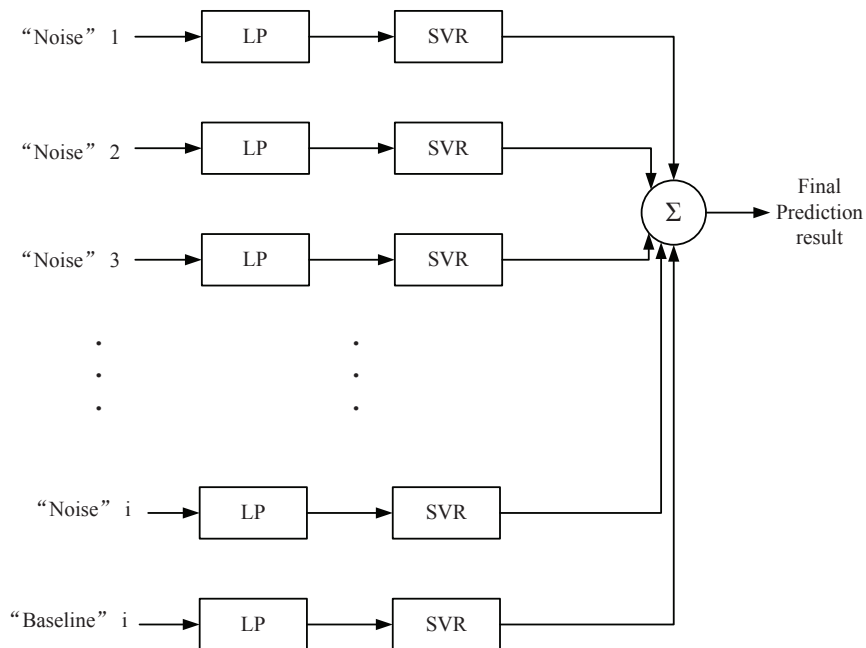 “Noise” 1
LP
SVR
“Noise” 2
LP
SVR
Σ
Final
Prediction
result
“Noise” 3
LP
SVR
“Noise” i
LP
SVR
“Baseline” i
LP
SVR